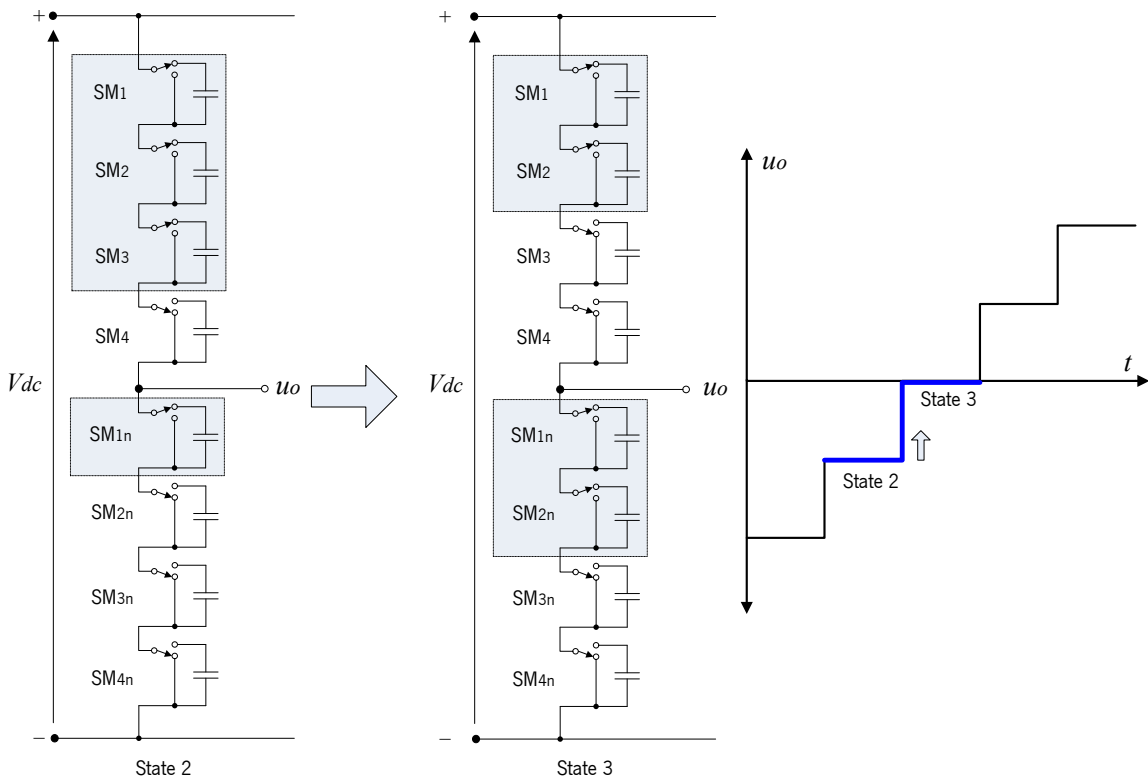 +
SM1
SM2
SM3
SM4
Vdc
uo
SM1n
SM2n
SM3n
SM4n
−
State 2
+
SM1
SM2
SM3
SM4
Vdc
uo
SM1n
SM2n
SM3n
SM4n
−
State 3
uo
t
State 3
State 2